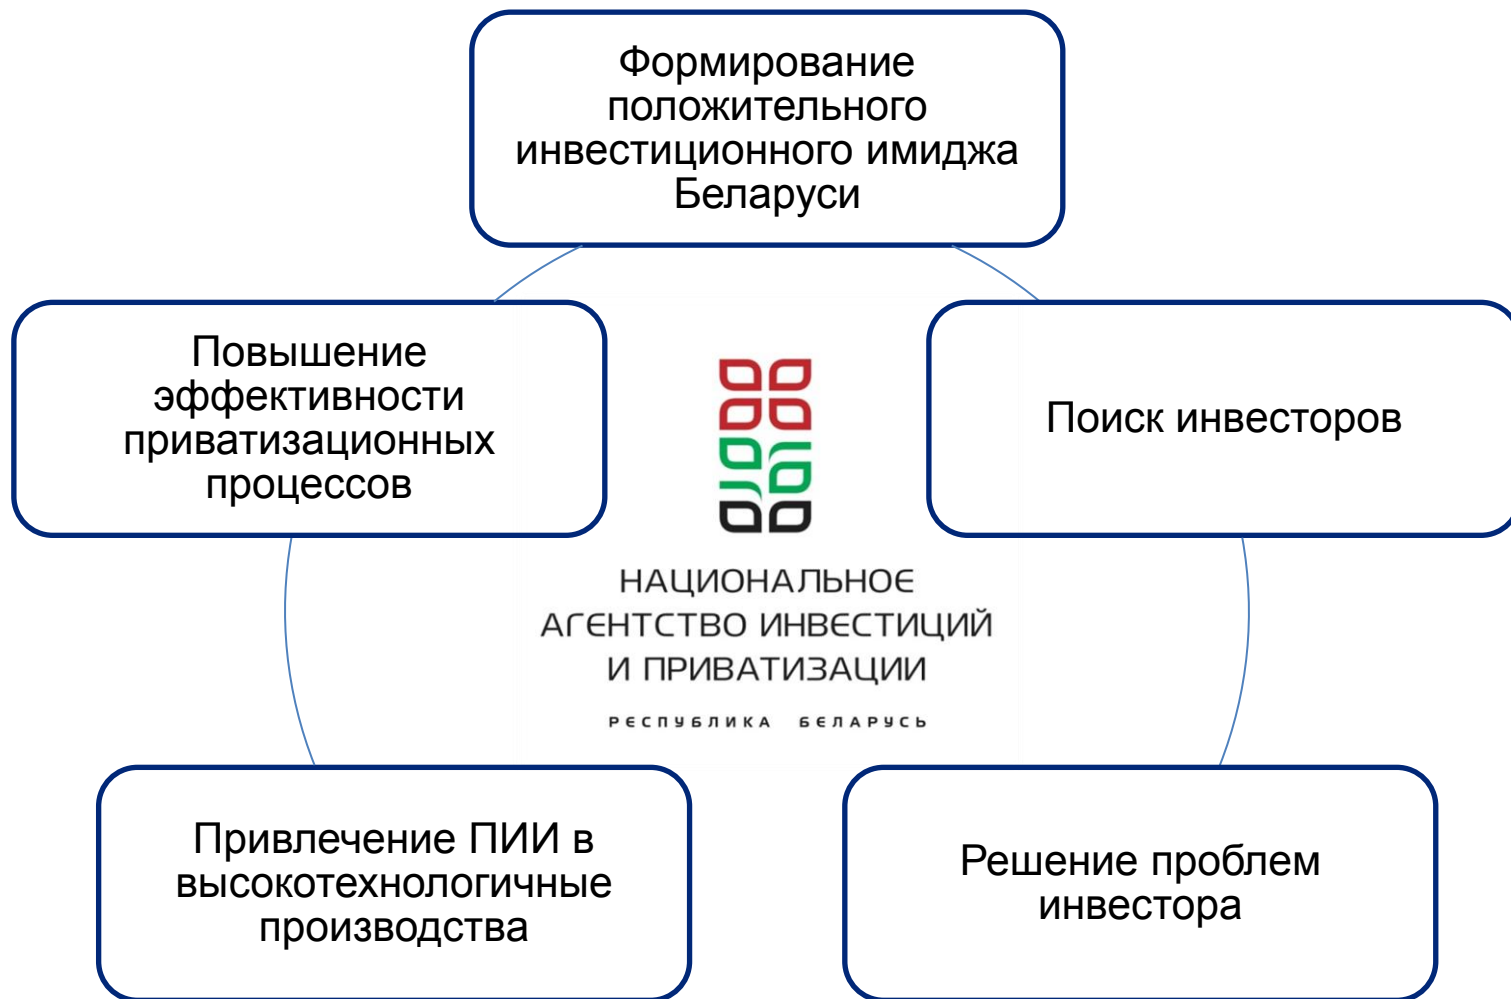 Формирование
положительного
инвестиционного имиджа
Беларуси
Повышение
эффективности
приватизационных
процессов
Поиск инвесторов
НАЦИОНАЛЬНОЕ
АГЕНТСТВО ИНВЕСТИЦИЙ
И ПРИВАТИЗАЦИИ
РЕСПУБЛИКА БЕЛАРУСЬ
Привлечение ПИИ в
высокотехнологичные
производства
Решение проблем
инвестора